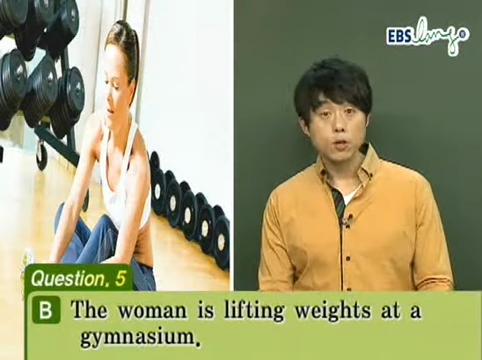 EBSlang
Question. 5
B The woman is lifting weights at a
gymnasium.